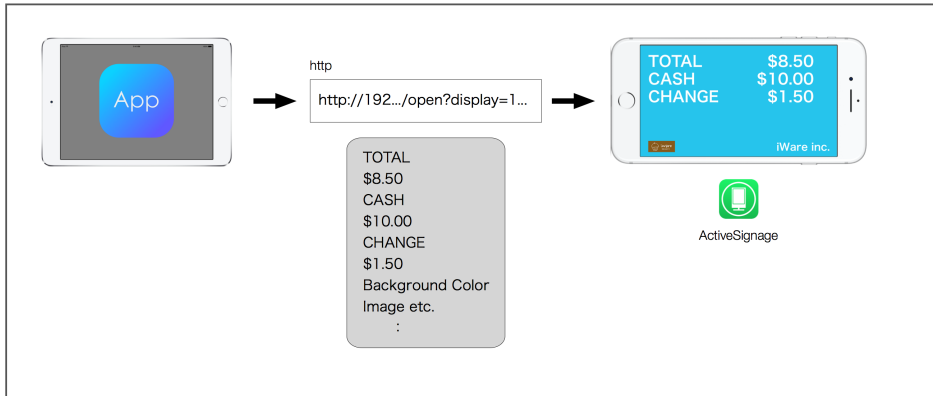 App
http
http://192.../open?display=1...
TOTAL
$8.50
CASH
$10.00
CHANGE
$1.50
Background Color
Image etc.
:
TOTAL $8.50
CASH $10.00
CHANGE $1.50
iWare inc.
ActiveSignage